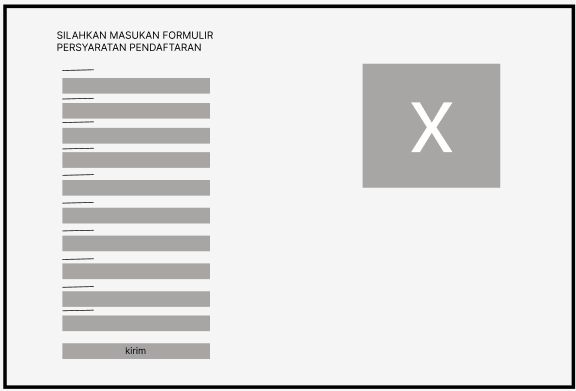 SILAHKAN MASUKAN FORMULIR
PERSYARATAN PENDAFTARAN
X
kirim